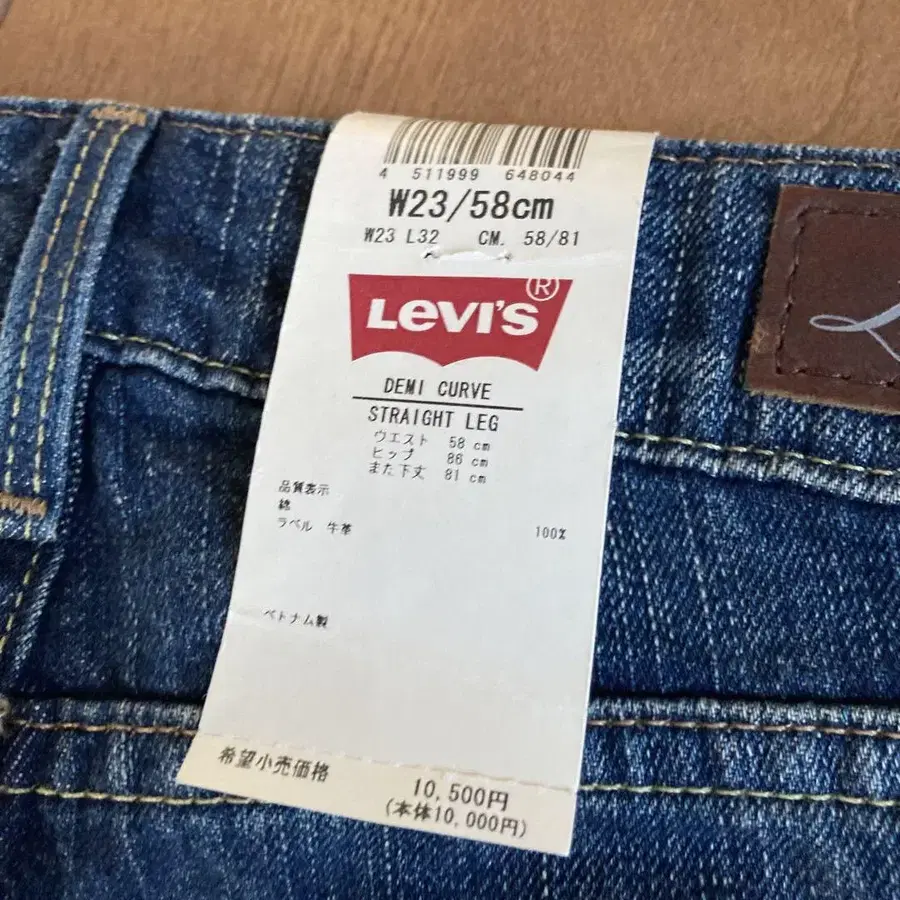 4 511999 648044
W23/58cm
W23 L32 CM. 58/81
LEVI'S®
DEMI CURVE
STRAIGHT LEG
ウエスト 58 cm
ヒップ 86 cm
また下丈 81 cm
品質表示
綿 100%
ラベル 牛革
ベトナム製
希望小売価格
10,500円
(本体10,000円)